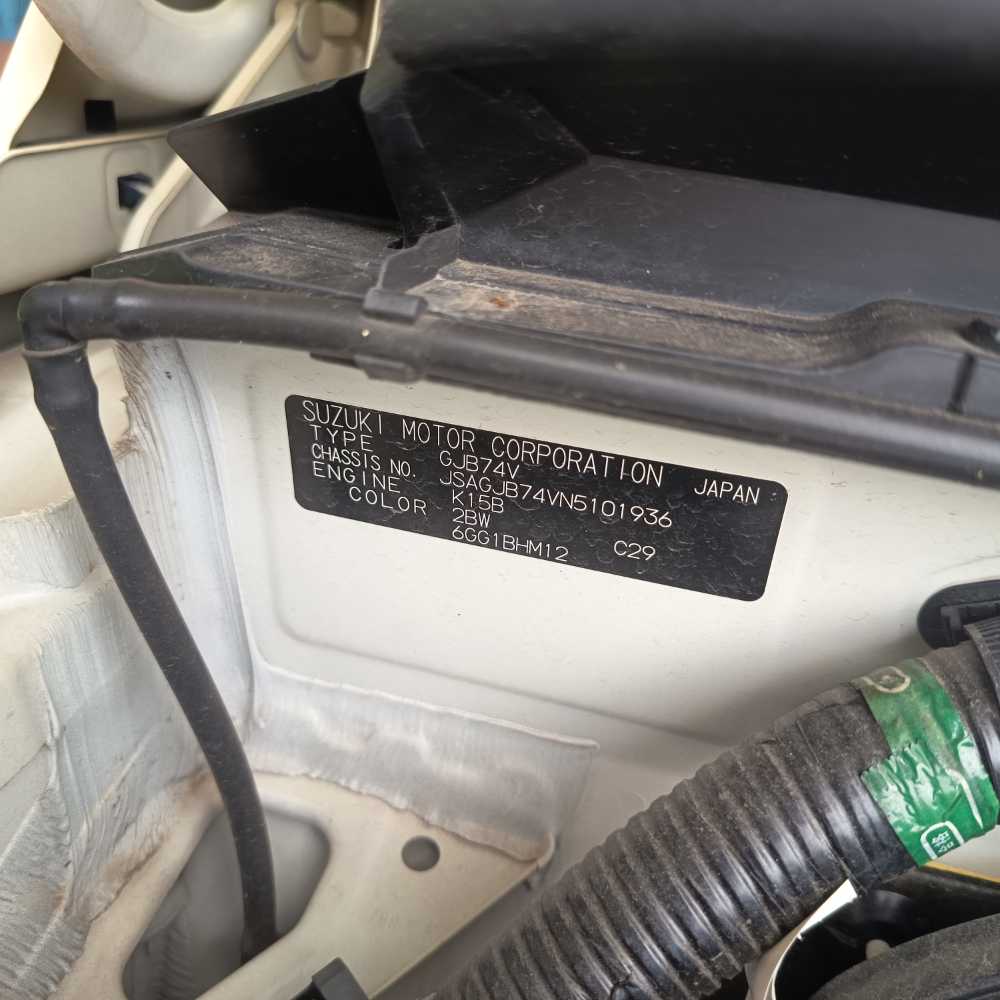 SUZUKI MOTOR CORPORATION JAPAN
TYPE GJB74V
CHASSIS NO. JSAGJB74VN5101936
ENGINE K15B
COLOR 2BW
6GG1BHM12 C29